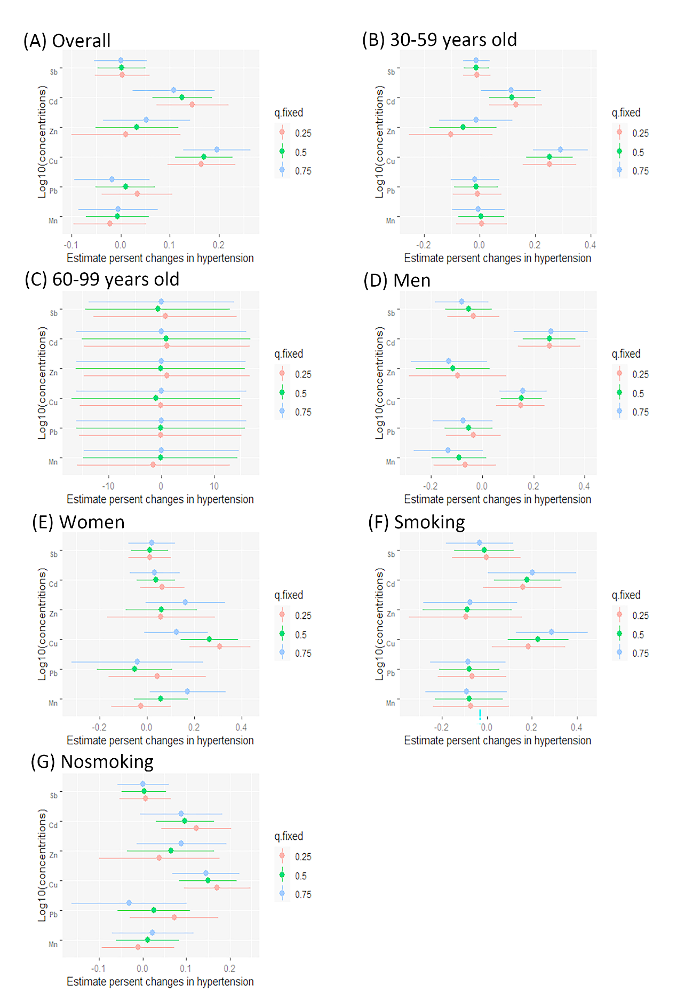 (A) Overall
Log10(concentritions)
Sb
Cd
Zn
Cu
Pb
Mn
-0.1 0.0 0.1 0.2
Estimate persent changes in hypertension
q.fixed
0.25
0.5
0.75
(B) 30-59 years old
Log10(concentritions)
Sb
Cd
Zn
Cu
Pb
Mn
-0.2 0.0 0.2 0.4
Estimate persent changes in hypertension
q.fixed
0.25
0.5
0.75
(C) 60-99 years old
Log10(concentritions)
Sb
Cd
Zn
Cu
Pb
Mn
-10 0 10
Estimate persent changes in hypertension
q.fixed
0.25
0.5
0.75
(D) Men
Log10(concentritions)
Sb
Cd
Zn
Cu
Pb
Mn
-0.2 0.0 0.2 0.4
Estimate persent changes in hypertension
q.fixed
0.25
0.5
0.75
(E) Women
Log10(concentritions)
Sb
Cd
Zn
Cu
Pb
Mn
-0.2 0.0 0.2 0.4
Estimate persent changes in hypertension
q.fixed
0.25
0.5
0.75
(F) Smoking
Log10(concentritions)
Sb
Cd
Zn
Cu
Pb
Mn
-0.2 0.0 0.2 0.4
Estimate persent changes in hypertension
q.fixed
0.25
0.5
0.75
(G) Nosmoking
Log10(concentritions)
Sb
Cd
Zn
Cu
Pb
Mn
-0.1 0.0 0.1 0.2
Estimate persent changes in hypertension
q.fixed
0.25
0.5
0.75